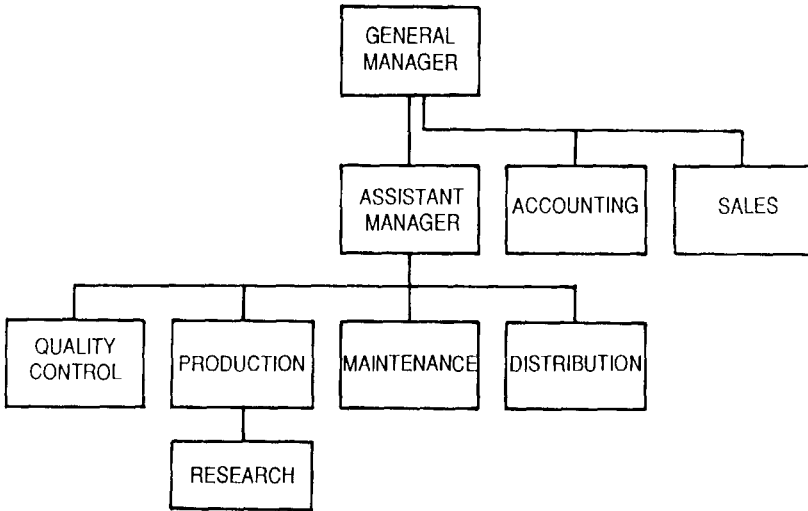 GENERAL
MANAGER
ASSISTANT
MANAGER
ACCOUNTING
SALES
QUALITY
CONTROL
PRODUCTION
MAINTENANCE
DISTRIBUTION
RESEARCH